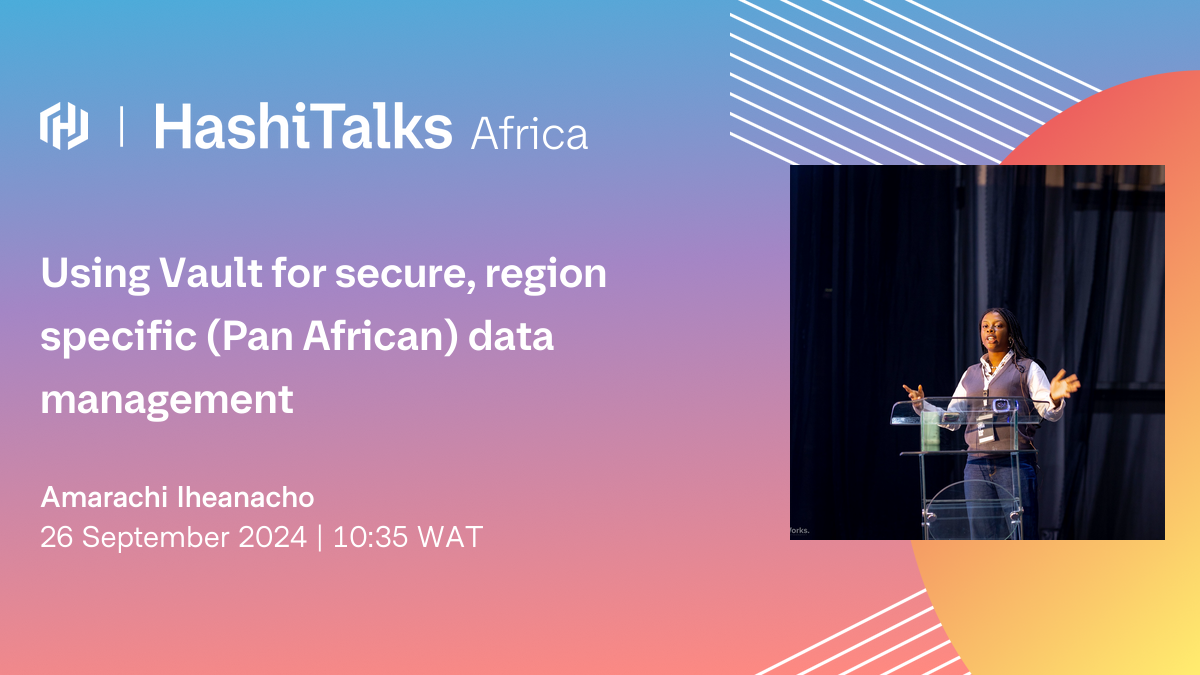 HashiTalks Africa
Using Vault for secure, region
specific (Pan African) data
management
Amarachi Iheanacho
26 September 2024 | 10:35 WAT